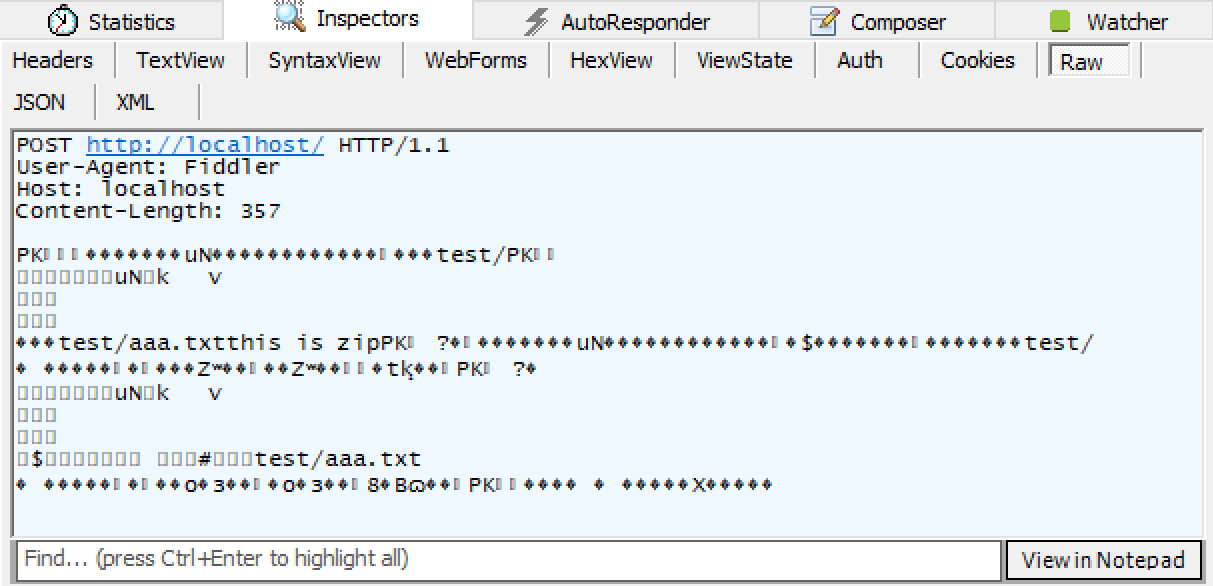 Statistics Inspectors AutoResponder Composer Watcher
Headers TextView SyntaxView WebForms HexView ViewState Auth Cookies Raw
JSON XML
POST http://localhost/ HTTP/1.1
User-Agent: Fiddler
Host: localhost
Content-Length: 357
PK▯▯▯♦♦♦♦♦♦♦uN♦♦♦♦♦♦♦♦♦♦♦♦▯♦♦♦test/PK▯▯
▯▯▯▯▯▯▯uN▯k v
▯▯▯
▯▯▯
♦♦♦test/aaa.txtthis is zipPK▯ ?♦▯♦♦♦♦♦♦♦uN♦♦♦♦♦♦♦♦♦♦♦♦▯♦$♦♦♦♦♦♦♦▯♦♦♦♦♦♦♦test/
♦ ♦♦♦♦♦▯♦▯♦♦♦Z™♦♦▯♦♦Z™♦♦▯▯♦tķ♦♦▯PK▯ ?♦
▯▯▯▯▯▯▯uN▯k v
▯▯▯
▯▯▯
▯$▯▯▯▯▯▯▯ ▯▯▯#▯▯▯test/aaa.txt
♦ ♦♦♦♦♦▯♦▯♦♦o♦3♦♦▯♦o♦3♦♦▯8♦Bѡ♦♦▯PK▯▯♦♦♦♦ ♦ ♦♦♦♦♦X♦♦♦♦♦
Find... (press Ctrl+Enter to highlight all) View in Notepad